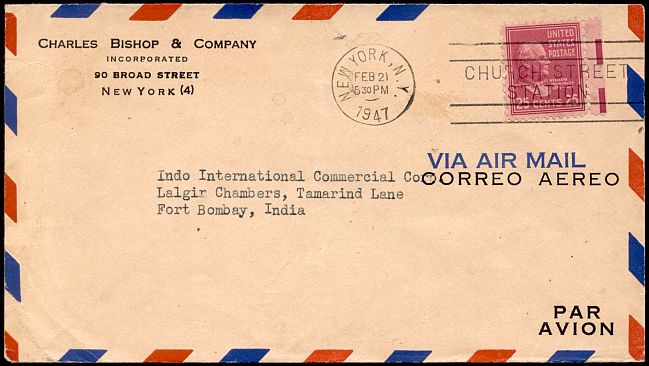 CHARLES BISHOP & COMPANY
INCORPORATED
90 BROAD STREET
NEW YORK (4)
NEW YORK, N.Y.
FEB 21
5:30 PM
1947
CHURCH STREET
STATION
UNITED
STATES
POSTAGE
25 CENTS 25
VIA AIR MAIL
CORREO AEREO
Indo International Commercial
Lalgir Chambers, Tamarind Lane
Fort Bombay, India
PAR
AVION